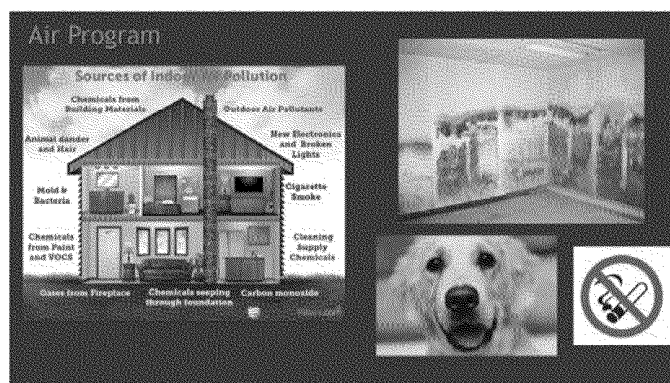 Air Program
Sources of Indoor Air Pollution
Chemicals from
Building Materials
Outdoor Air Pollutants
Animal dander
and Hair
New Electronics
and Broken
Lights
Mold &
Bacteria
Cigarette
Smoke
Chemicals
from Paint
and VOCS
Cleaning
Supply
Chemicals
Gases from Fireplace
Chemicals seeping
through foundation
Carbon monoxide